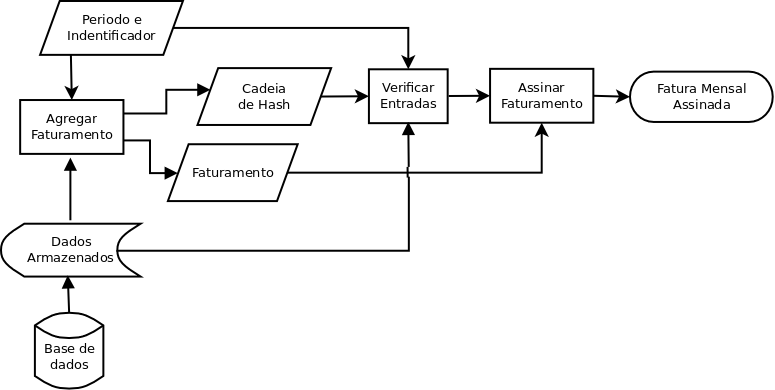 Periodo e
Indentificador
Cadeia
de Hash
Verificar
Entradas
Assinar
Faturamento
Fatura Mensal
Assinada
Agregar
Faturamento
Faturamento
Dados
Armazenados
Base de
dados